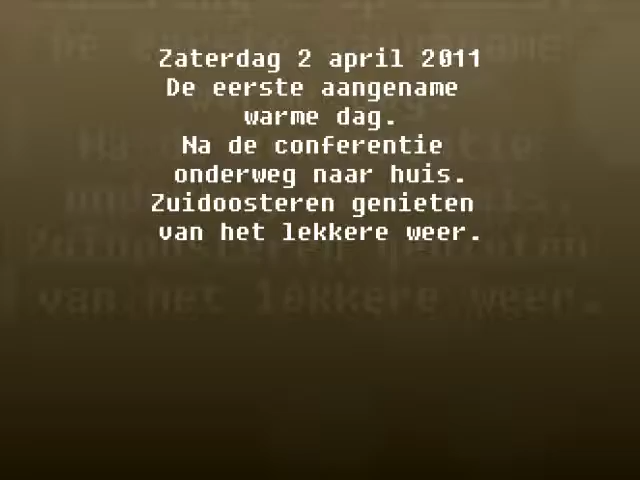 Zaterdag 2 april 2011
De eerste aangename
warme dag.
Na de conferentie
onderweg naar huis.
Zuidoosteren genieten
van het lekkere weer.